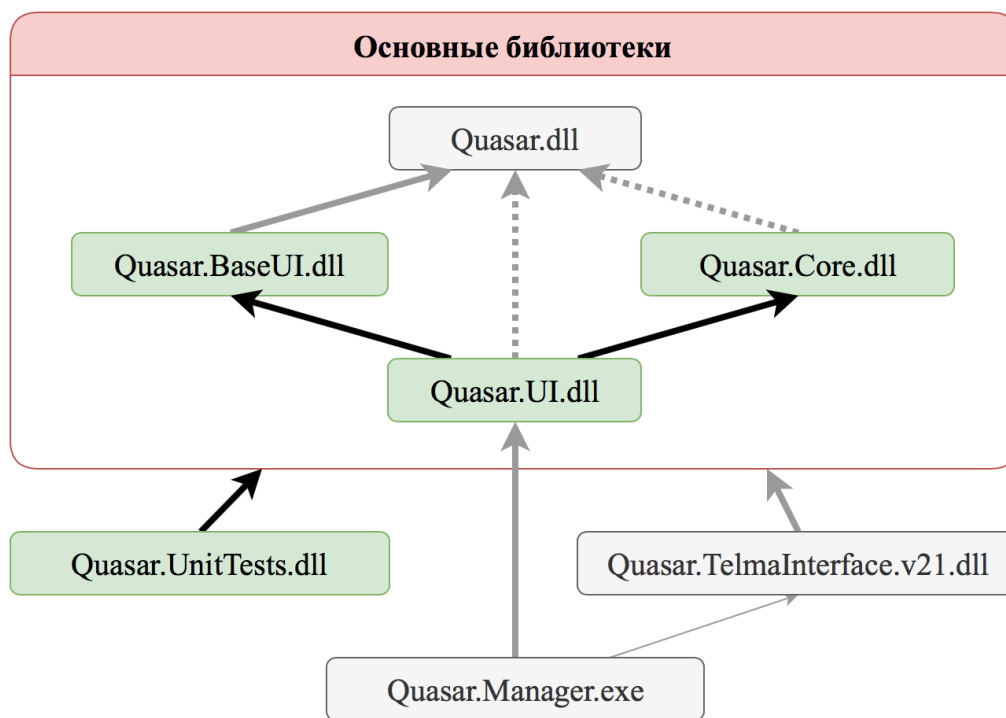 Основные библиотеки
Quasar.dll
Quasar.BaseUI.dll
Quasar.Core.dll
Quasar.UI.dll
Quasar.UnitTests.dll
Quasar.TelmaInterface.v21.dll
Quasar.Manager.exe